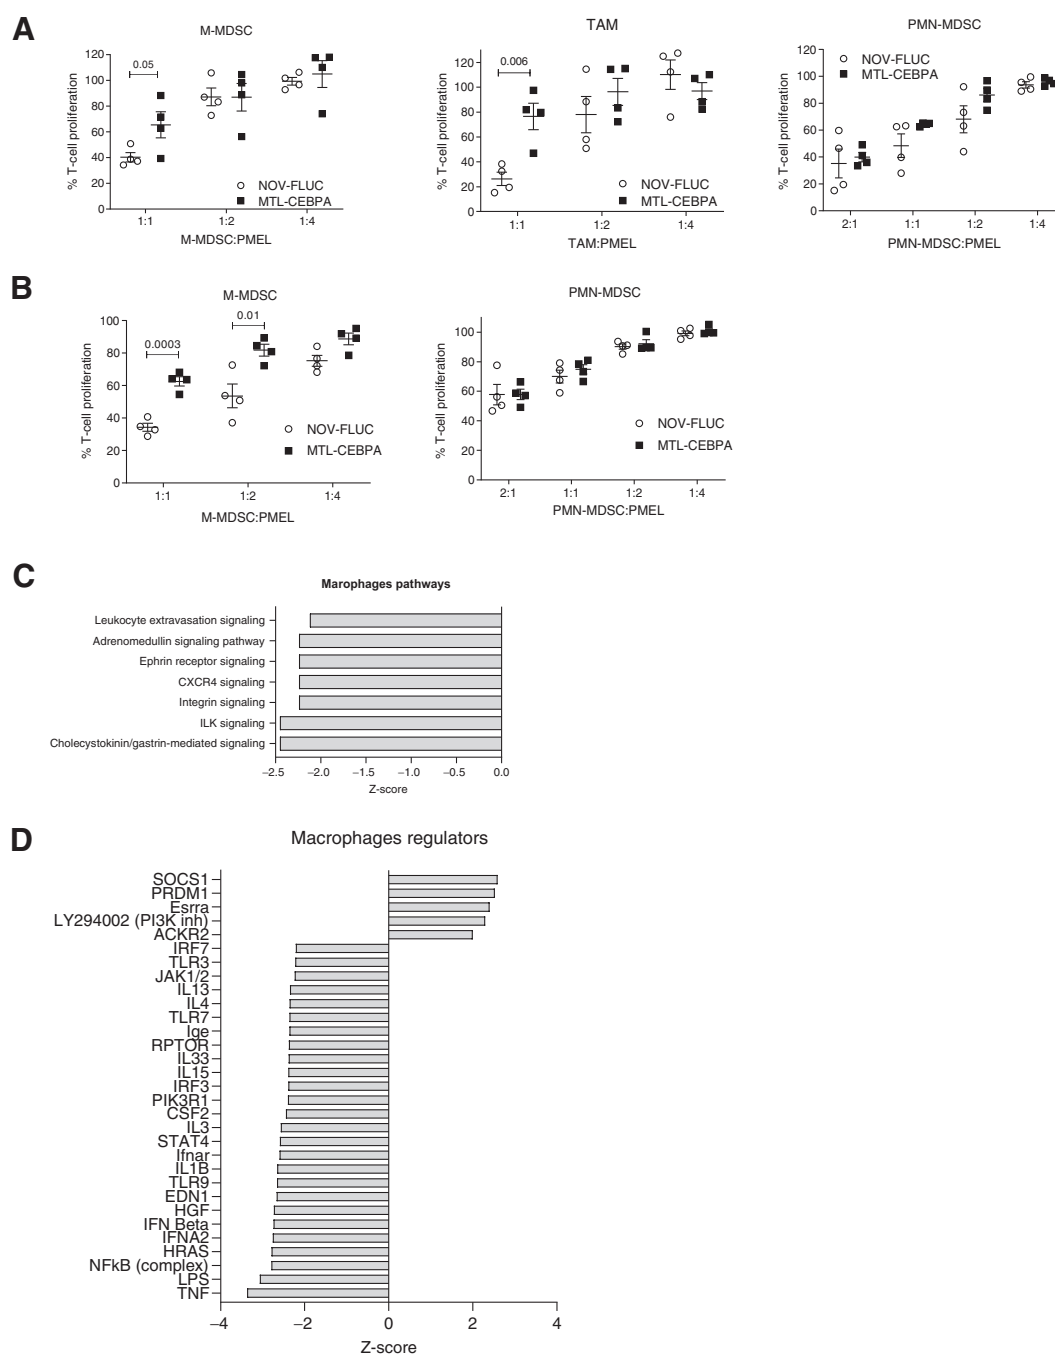 A
M-MDSC
% T-cell proliferation
120
100
80
60
40
20
0
0.05
NOV-FLUC
MTL-CEBPA
1:1
1:2
1:4
M-MDSC:PMEL
TAM
% T-cell proliferation
120
100
80
60
40
20
0
0.006
NOV-FLUC
MTL-CEBPA
1:1
1:2
1:4
TAM:PMEL
PMN-MDSC
% T-cell proliferation
120
100
80
60
40
20
0
NOV-FLUC
MTL-CEBPA
2:1
1:1
1:2
1:4
PMN-MDSC:PMEL
B
M-MDSC
% T-cell proliferation
100
80
60
40
20
0
0.0003
0.01
NOV-FLUC
MTL-CEBPA
1:1
1:2
1:4
M-MDSC:PMEL
PMN-MDSC
% T-cell proliferation
100
80
60
40
20
0
NOV-FLUC
MTL-CEBPA
2:1
1:1
1:2
1:4
PMN-MDSC:PMEL
C
Marophages pathways
Leukocyte extravasation signaling
Adrenomedullin signaling pathway
Ephrin receptor signaling
CXCR4 signaling
Integrin signaling
ILK signaling
Cholecystokinin/gastrin-mediated signaling
−2.5
−2.0
−1.5
−1.0
−0.5
0.0
Z-score
D
Macrophages regulators
SOCS1
PRDM1
Esrra
LY294002 (PI3K inh)
ACKR2
IRF7
TLR3
JAK1/2
IL13
IL4
TLR7
Ige
RPTOR
IL33
IL15
IRF3
PIK3R1
CSF2
IL3
STAT4
Ifnar
IL1B
TLR9
EDN1
HGF
IFN Beta
IFNA2
HRAS
NFkB (complex)
LPS
TNF
−4
−2
0
2
4
Z-score